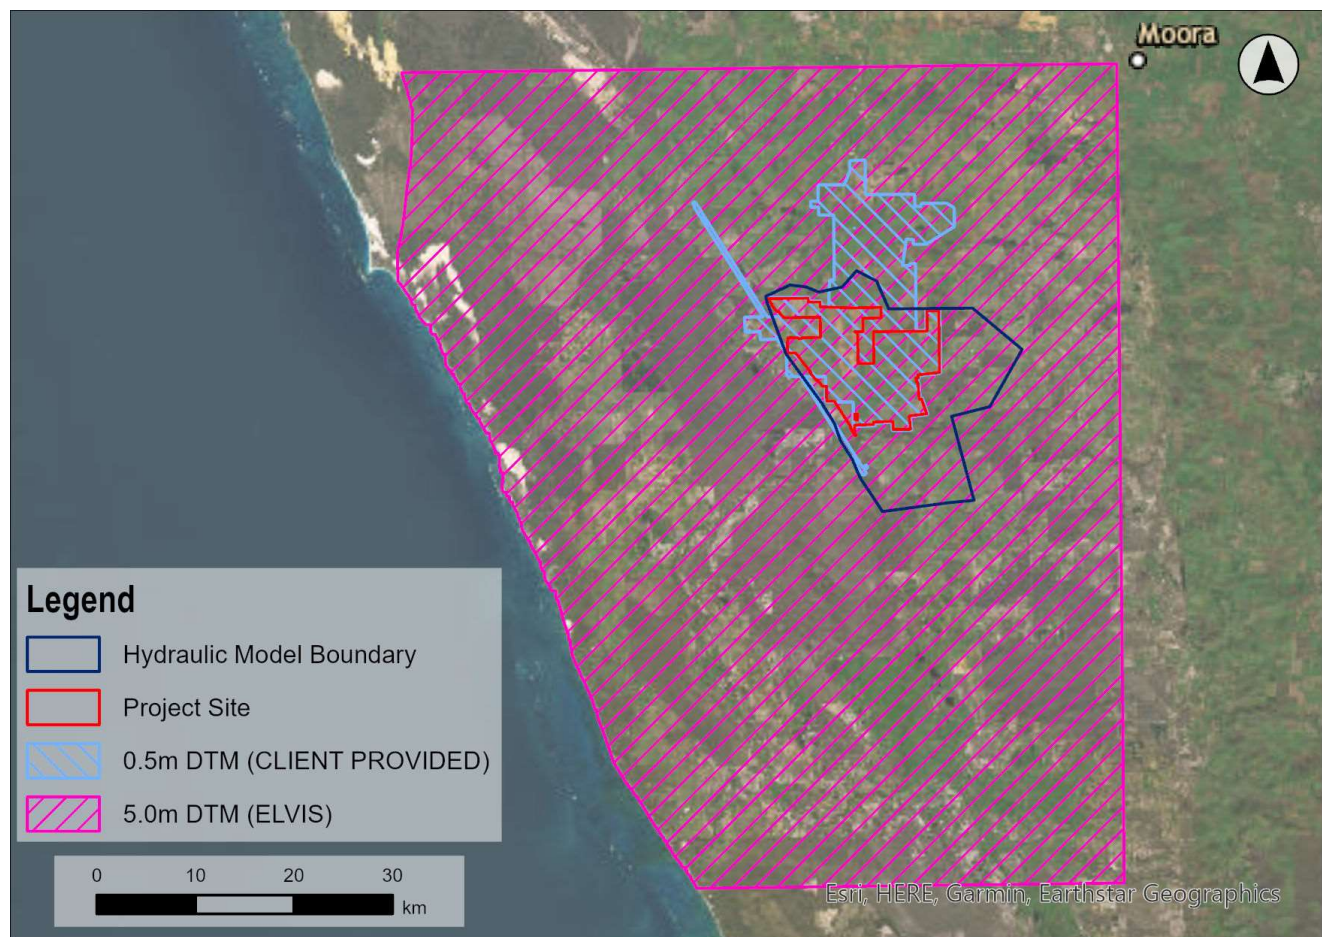 Moora
Legend
Hydraulic Model Boundary
Project Site
0.5m DTM (CLIENT PROVIDED)
5.0m DTM (ELVIS)
0 10 20 30
km
Esri, HERE, Garmin, Earthstar Geographics